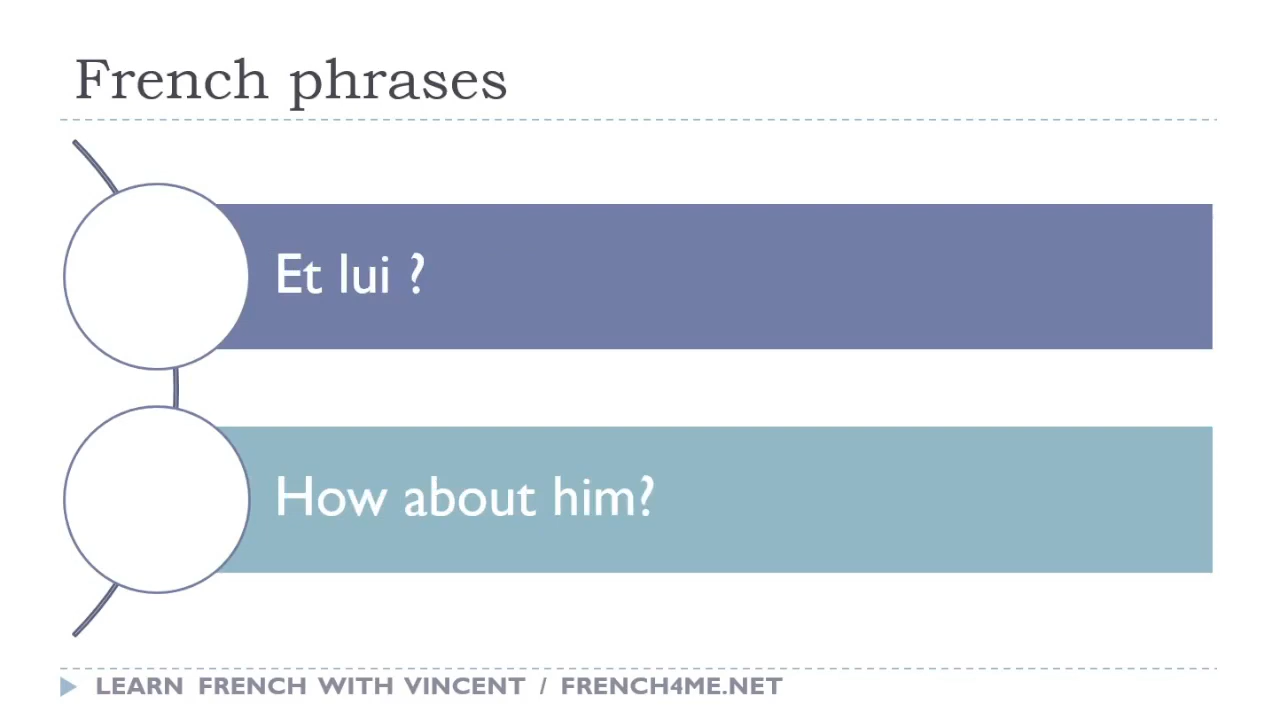 French phrases
Et lui ?
How about him?
LEARN FRENCH WITH VINCENT / FRENCH4ME.NET